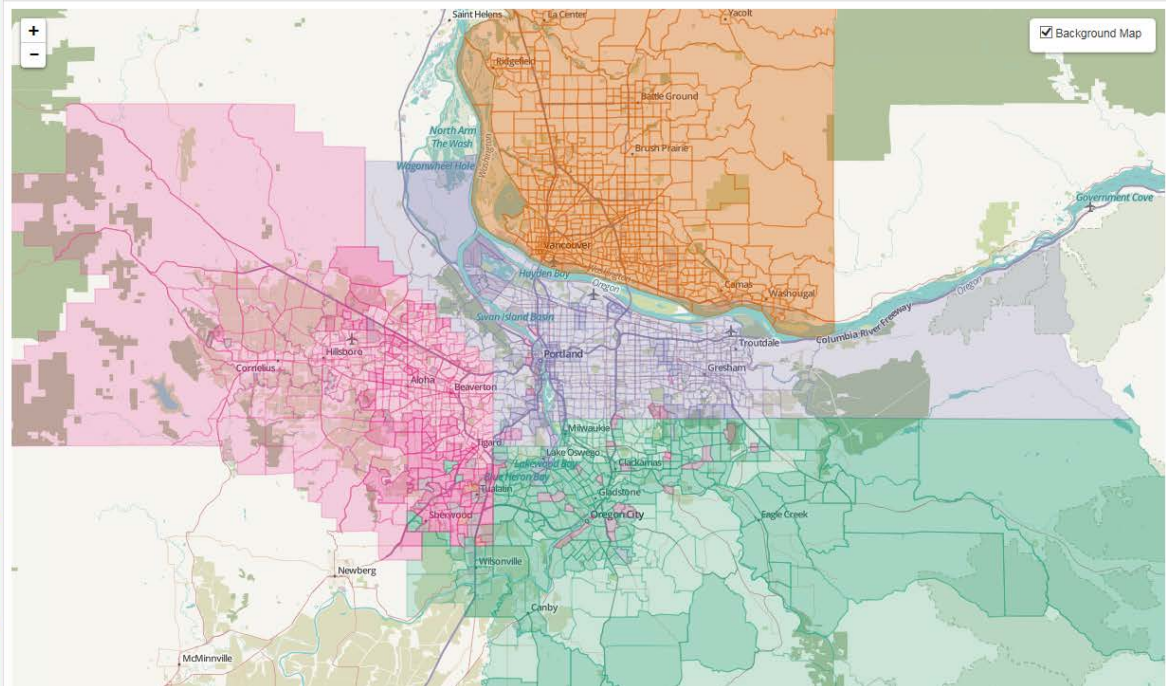 +
−
Background Map
Saint Helens
La Center
Yacolt
Ridgefield
Battle Ground
North Arm
The Wash
Washington
Brush Prairie
Wagonwheel Hole
Government Cove
Vancouver
Hayden Bay
Oregon
Camas
Washougal
Oregon
Swan Island Basin
Columbia River Freeway
Troutdale
Portland
Hillsboro
Cornelius
Gresham
Aloha
Beaverton
Milwaukie
Tigard
Lake Oswego
Lakewood Bay
Clackamas
Blue Heron Bay
Tualatin
Gladstone
Sherwood
Oregon City
Eagle Creek
Wilsonville
Newberg
Canby
McMinnville